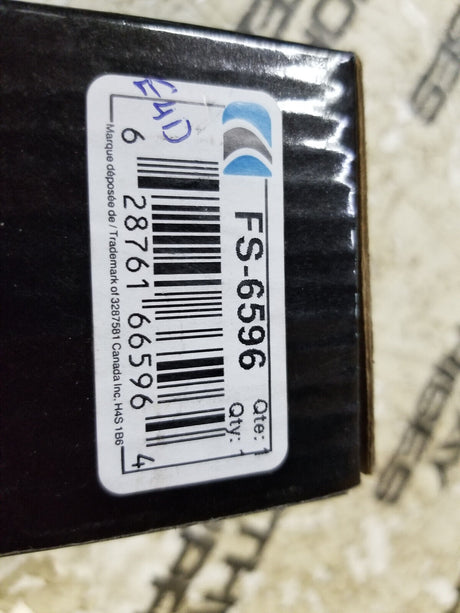 FS-6596
Qte: 1
Qty: 1
E4D
6 28761 66596 4
Marque déposée de / Trademark of 3287581 Canada Inc. H4S 1B6